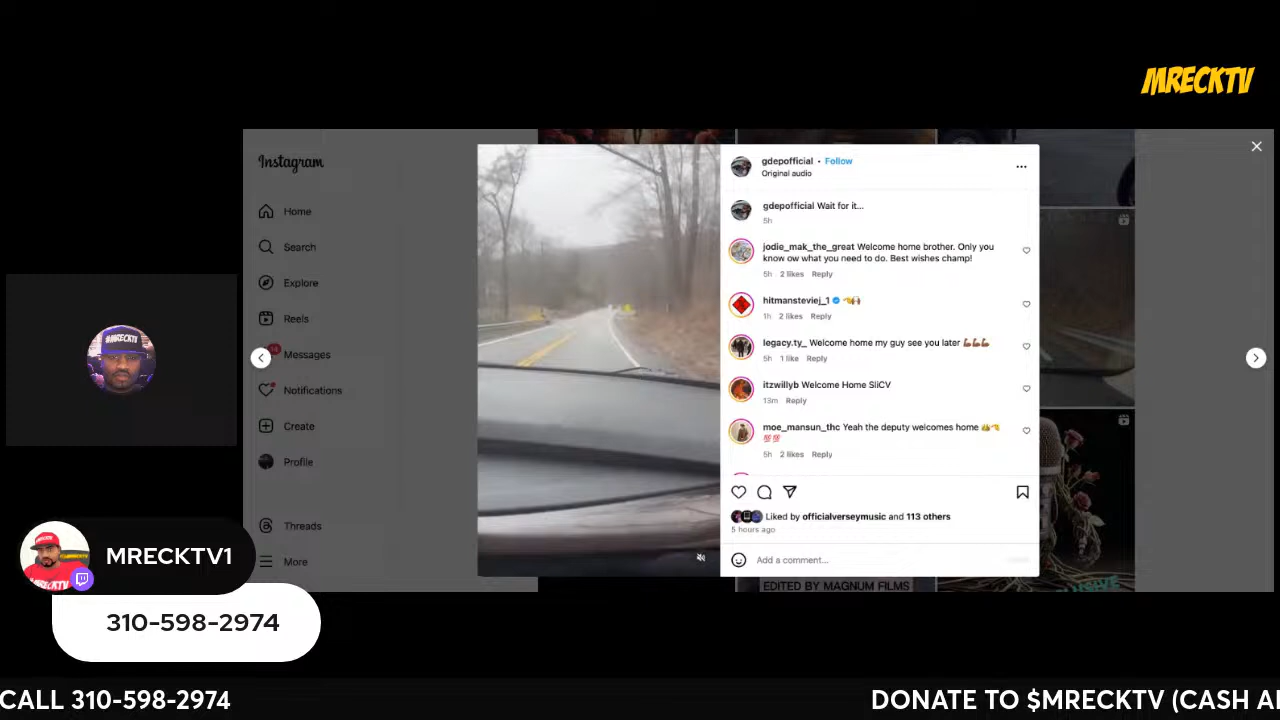 MRECKTV
Instagram
Home
Search
Explore
Reels
Messages
Notifications
Create
Profile
Threads
More
gdepofficial • Follow
Original audio
gdepofficial Wait for it...
5h
jodie_mak_the_great Welcome home brother. Only you
know ow what you need to do. Best wishes champ!
5h 2 likes Reply
hitmansteviej_1
1h 2 likes Reply
legacy.ty_ Welcome home my guy see you later 💪🏾💪🏾💪🏾
5h 1 like Reply
itzwillyb Welcome Home SliCV
13m Reply
moe_mansun_thc Yeah the deputy welcomes home
💯💯
5h 2 likes Reply
Liked by officialverseymusic and 113 others
5 hours ago
Add a comment...
EDITED BY MAGNUM FILMS
#MRECKTV
MRECKTV1
310-598-2974
CALL 310-598-2974
DONATE TO $MRECKTV (CASH A